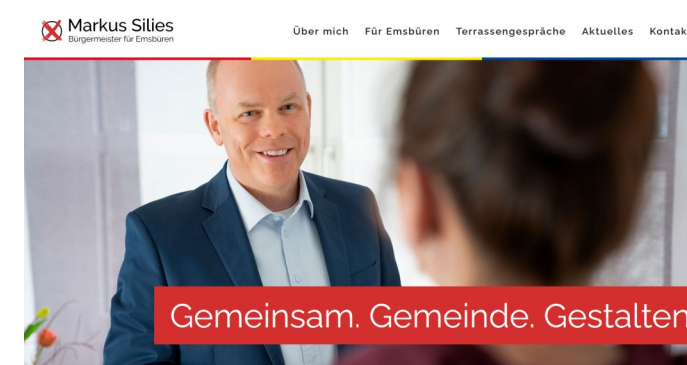 Markus Silies
Bürgermeister für Emsbüren
Über mich Für Emsbüren Terrassengespräche Aktuelles Kontak
Gemeinsam. Gemeinde. Gestalten